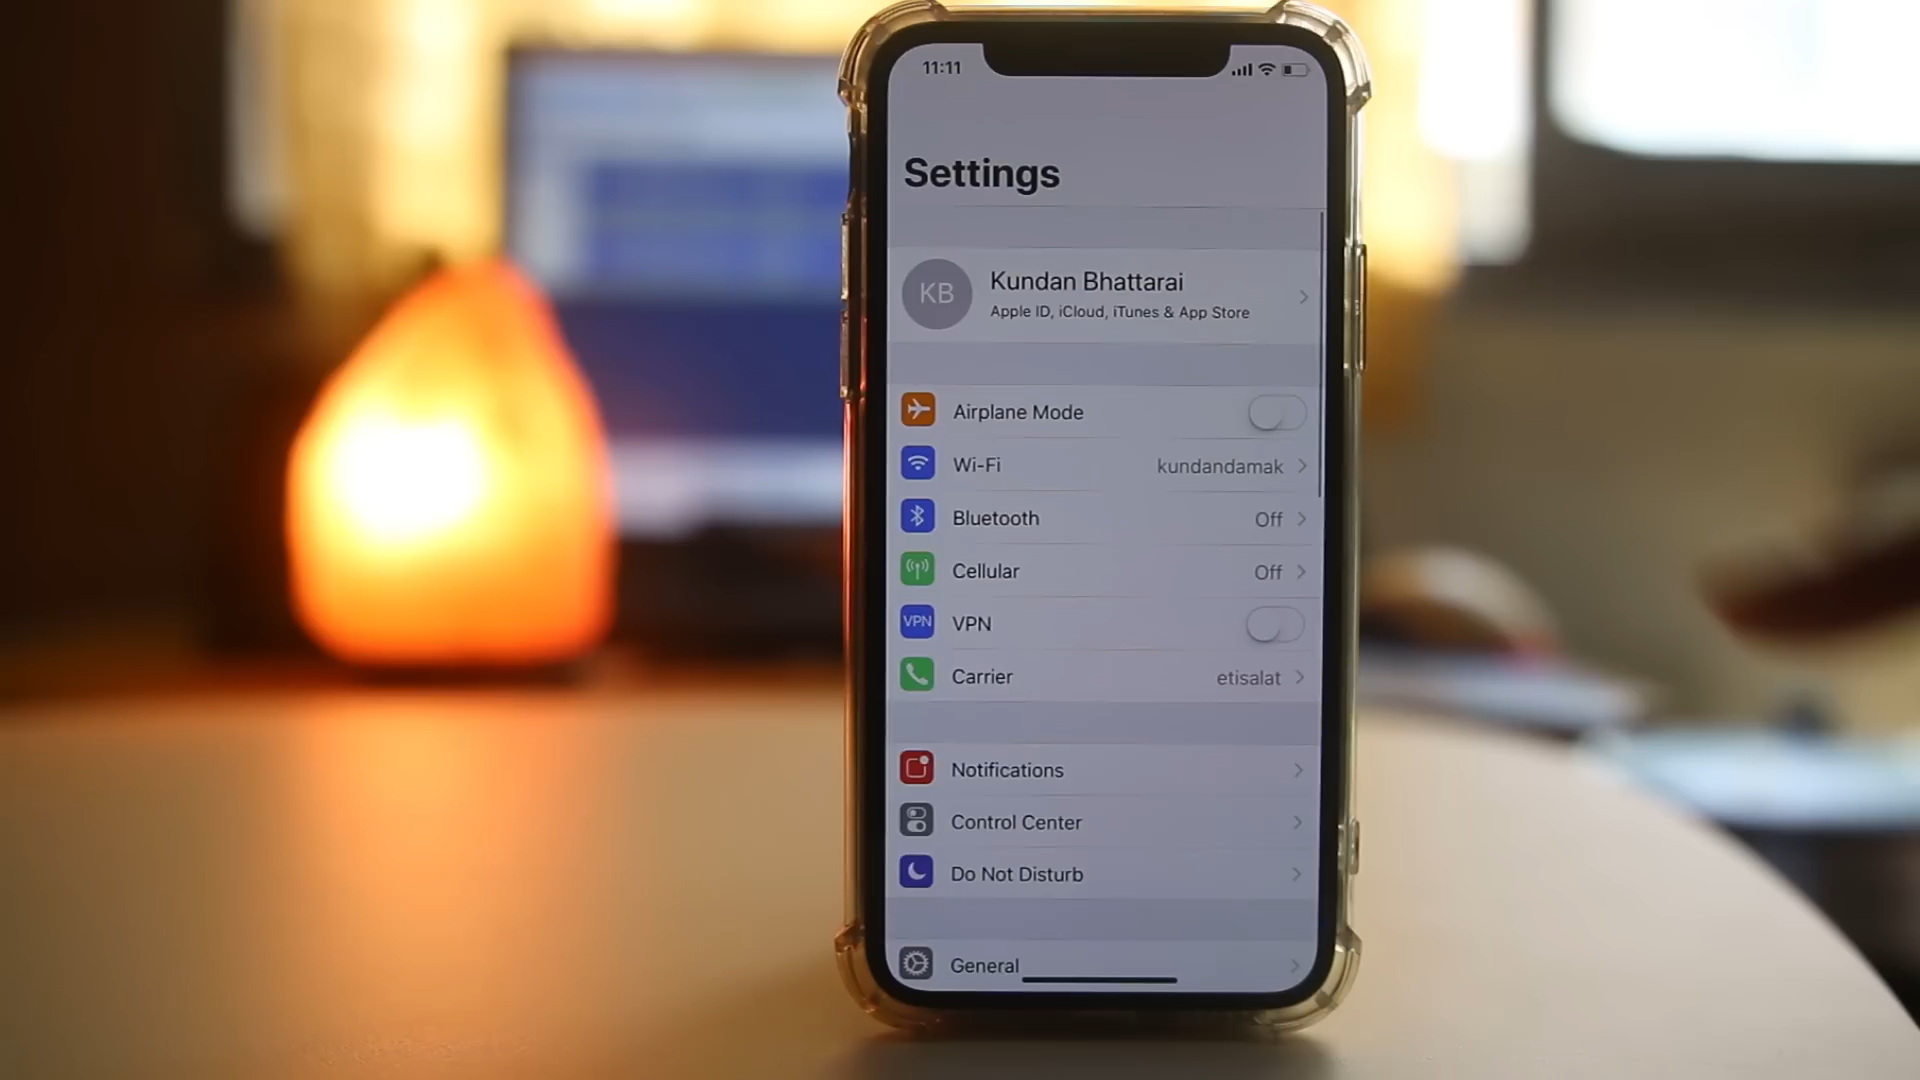 11:11
Settings
KB
Kundan Bhattarai
Apple ID, iCloud, iTunes & App Store
Airplane Mode
Wi-Fi kundandamak
Bluetooth Off
Cellular Off
VPN VPN
Carrier etisalat
Notifications
Control Center
Do Not Disturb
General